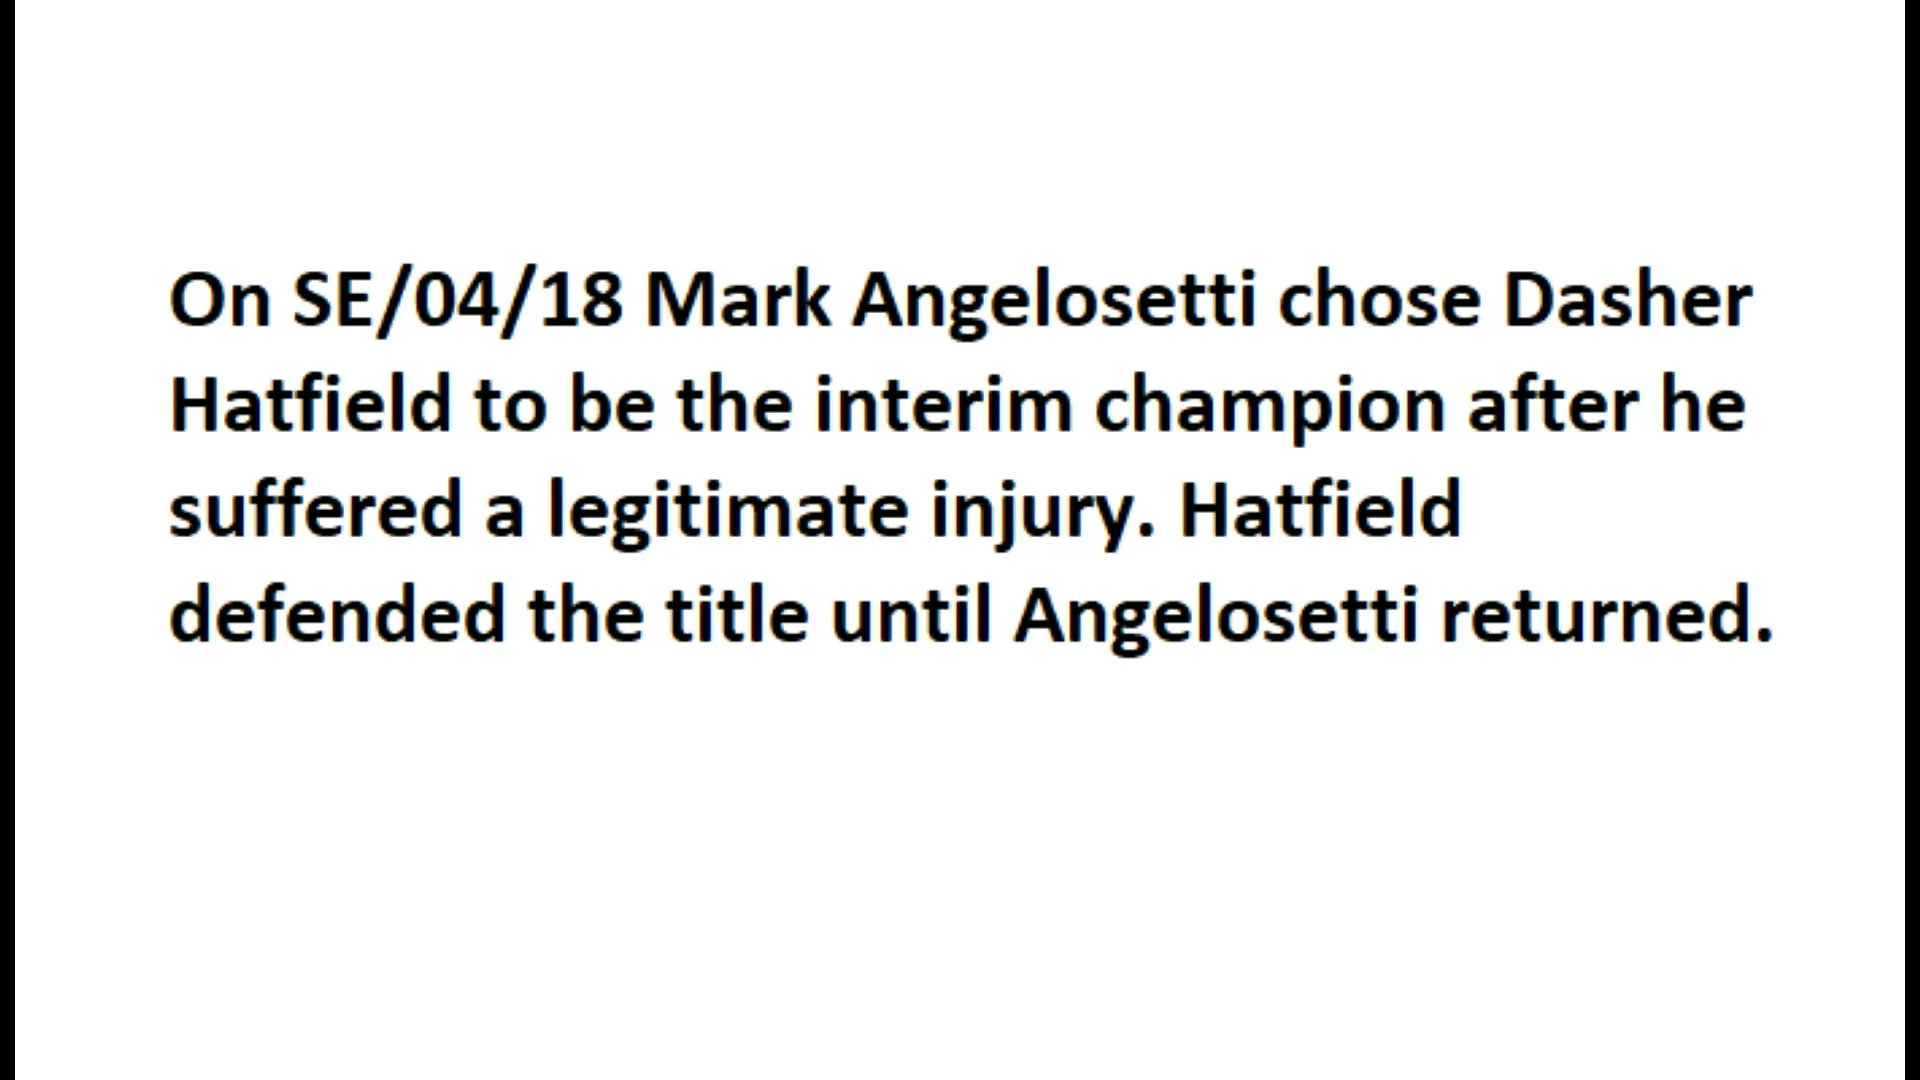 On SE/04/18 Mark Angelosetti chose Dasher
Hatfield to be the interim champion after he
suffered a legitimate injury. Hatfield
defended the title until Angelosetti returned.